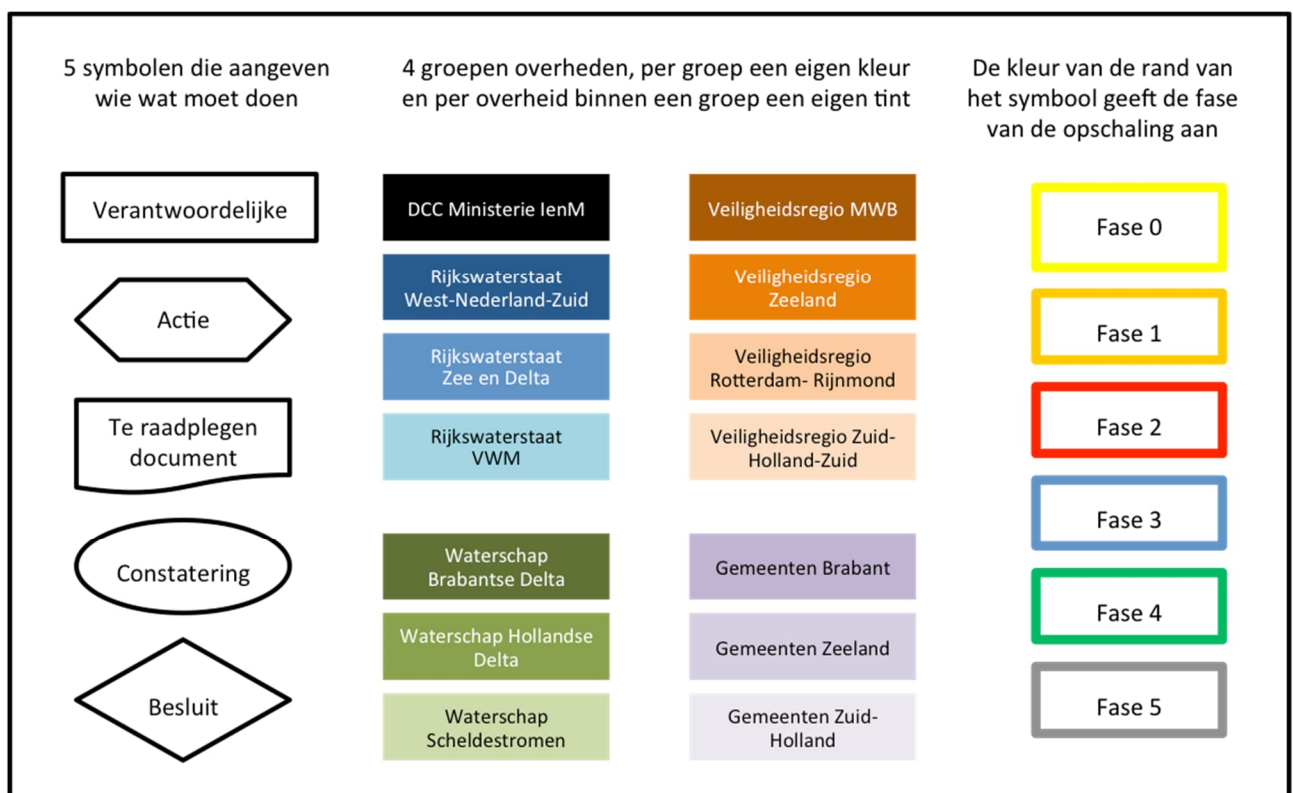 5 symbolen die aangeven
wie wat moet doen
Verantwoordelijke
Actie
Te raadplegen
document
Constatering
Besluit
4 groepen overheden, per groep een eigen kleur
en per overheid binnen een groep een eigen tint
DCC Ministerie IenM
Rijkswaterstaat
West-Nederland-Zuid
Rijkswaterstaat
Zee en Delta
Rijkswaterstaat
VWM
Waterschap
Brabantse Delta
Waterschap Hollandse
Delta
Waterschap
Scheldestromen
Veiligheidsregio MWB
Veiligheidsregio
Zeeland
Veiligheidsregio
Rotterdam- Rijnmond
Veiligheidsregio Zuid-
Holland-Zuid
Gemeenten Brabant
Gemeenten Zeeland
Gemeenten Zuid-
Holland
De kleur van de rand van
het symbool geeft de fase
van de opschaling aan
Fase 0
Fase 1
Fase 2
Fase 3
Fase 4
Fase 5